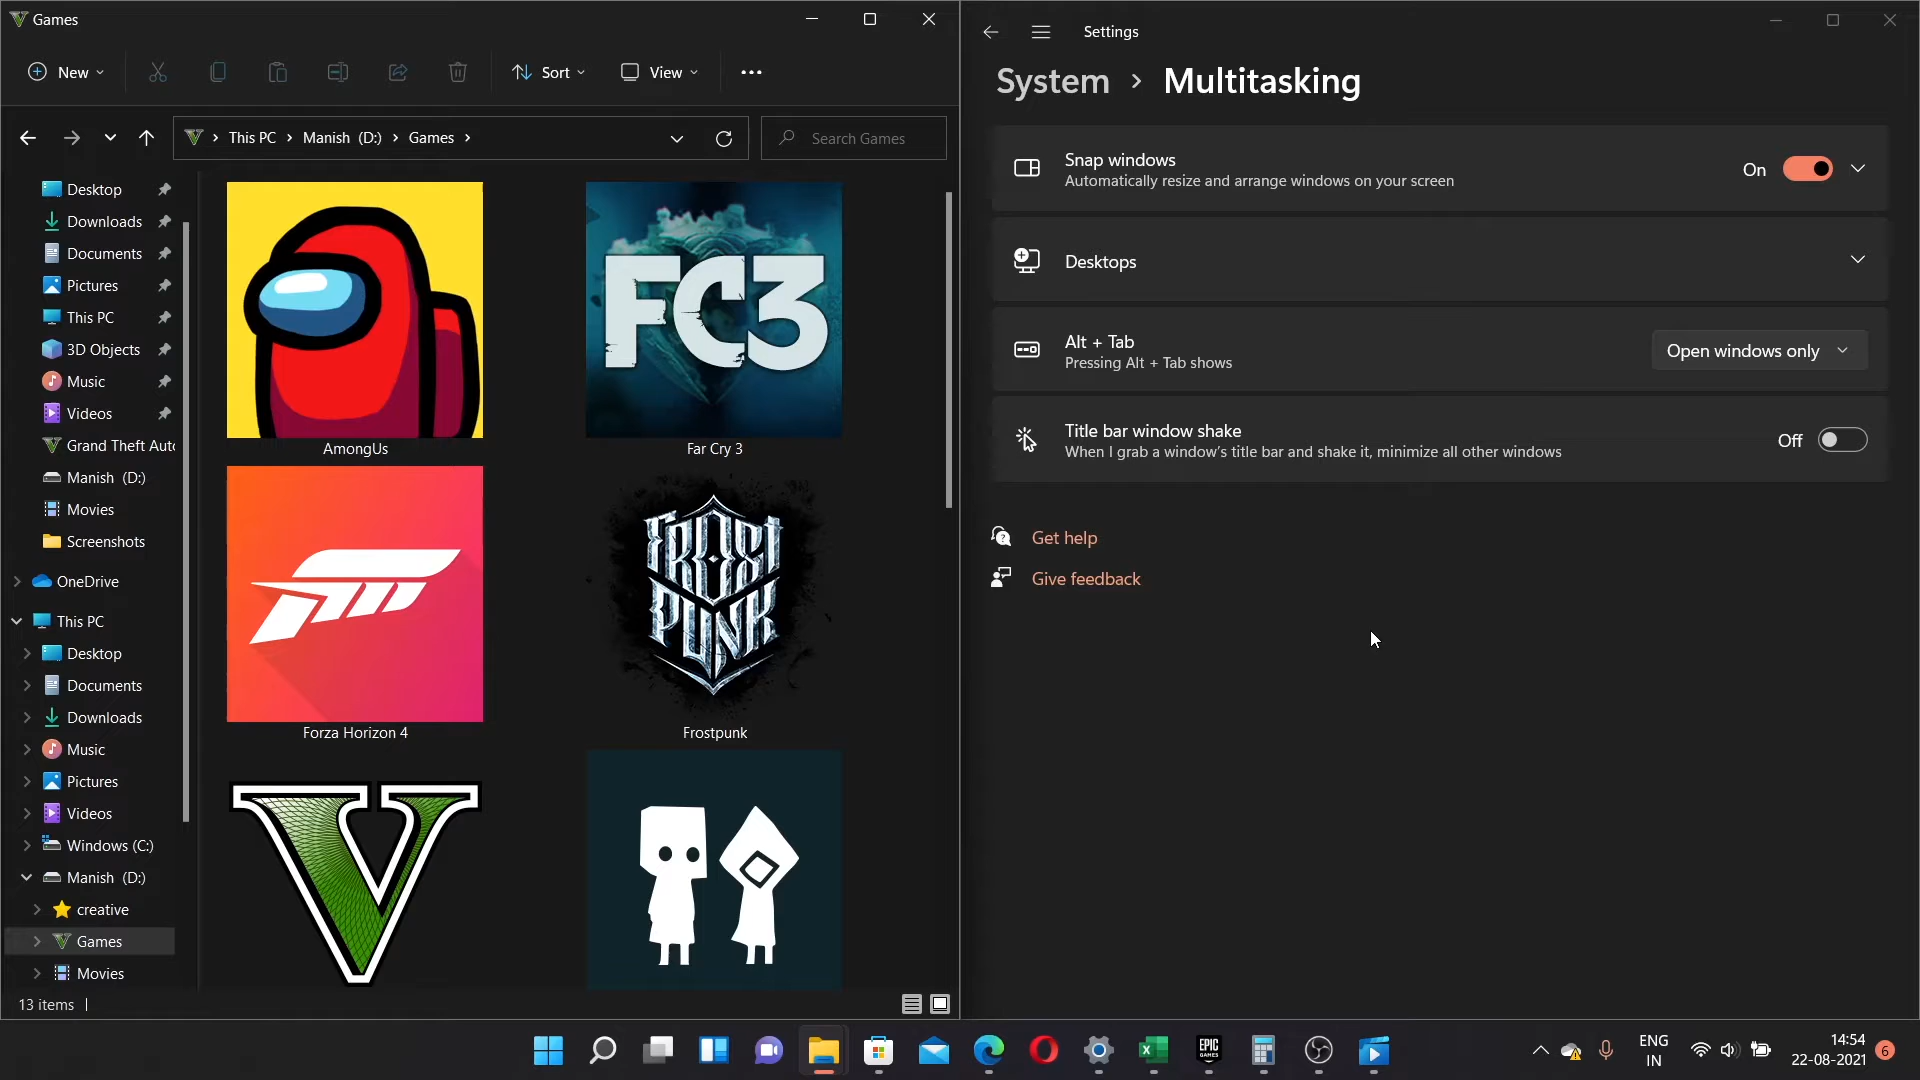 Games
New
Sort
View
This PC > Manish (D:) > Games >
Search Games
Desktop
Downloads
Documents
Pictures
This PC
3D Objects
Music
Videos
Grand Theft Aut
Manish (D:)
Movies
Screenshots
OneDrive
This PC
Desktop
Documents
Downloads
Music
Pictures
Videos
Windows (C:)
Manish (D:)
creative
Games
Movies
13 items
FC3
AmongUs
Far Cry 3
FROST
PUNK
Forza Horizon 4
Frostpunk
V
Settings
System > Multitasking
Snap windows
Automatically resize and arrange windows on your screen
On
Desktops
Alt + Tab
Pressing Alt + Tab shows
Open windows only
Title bar window shake
When I grab a window's title bar and shake it, minimize all other windows
Off
Get help
Give feedback
EPIC
GAMES
ENG
IN
14:54
22-08-2021
6